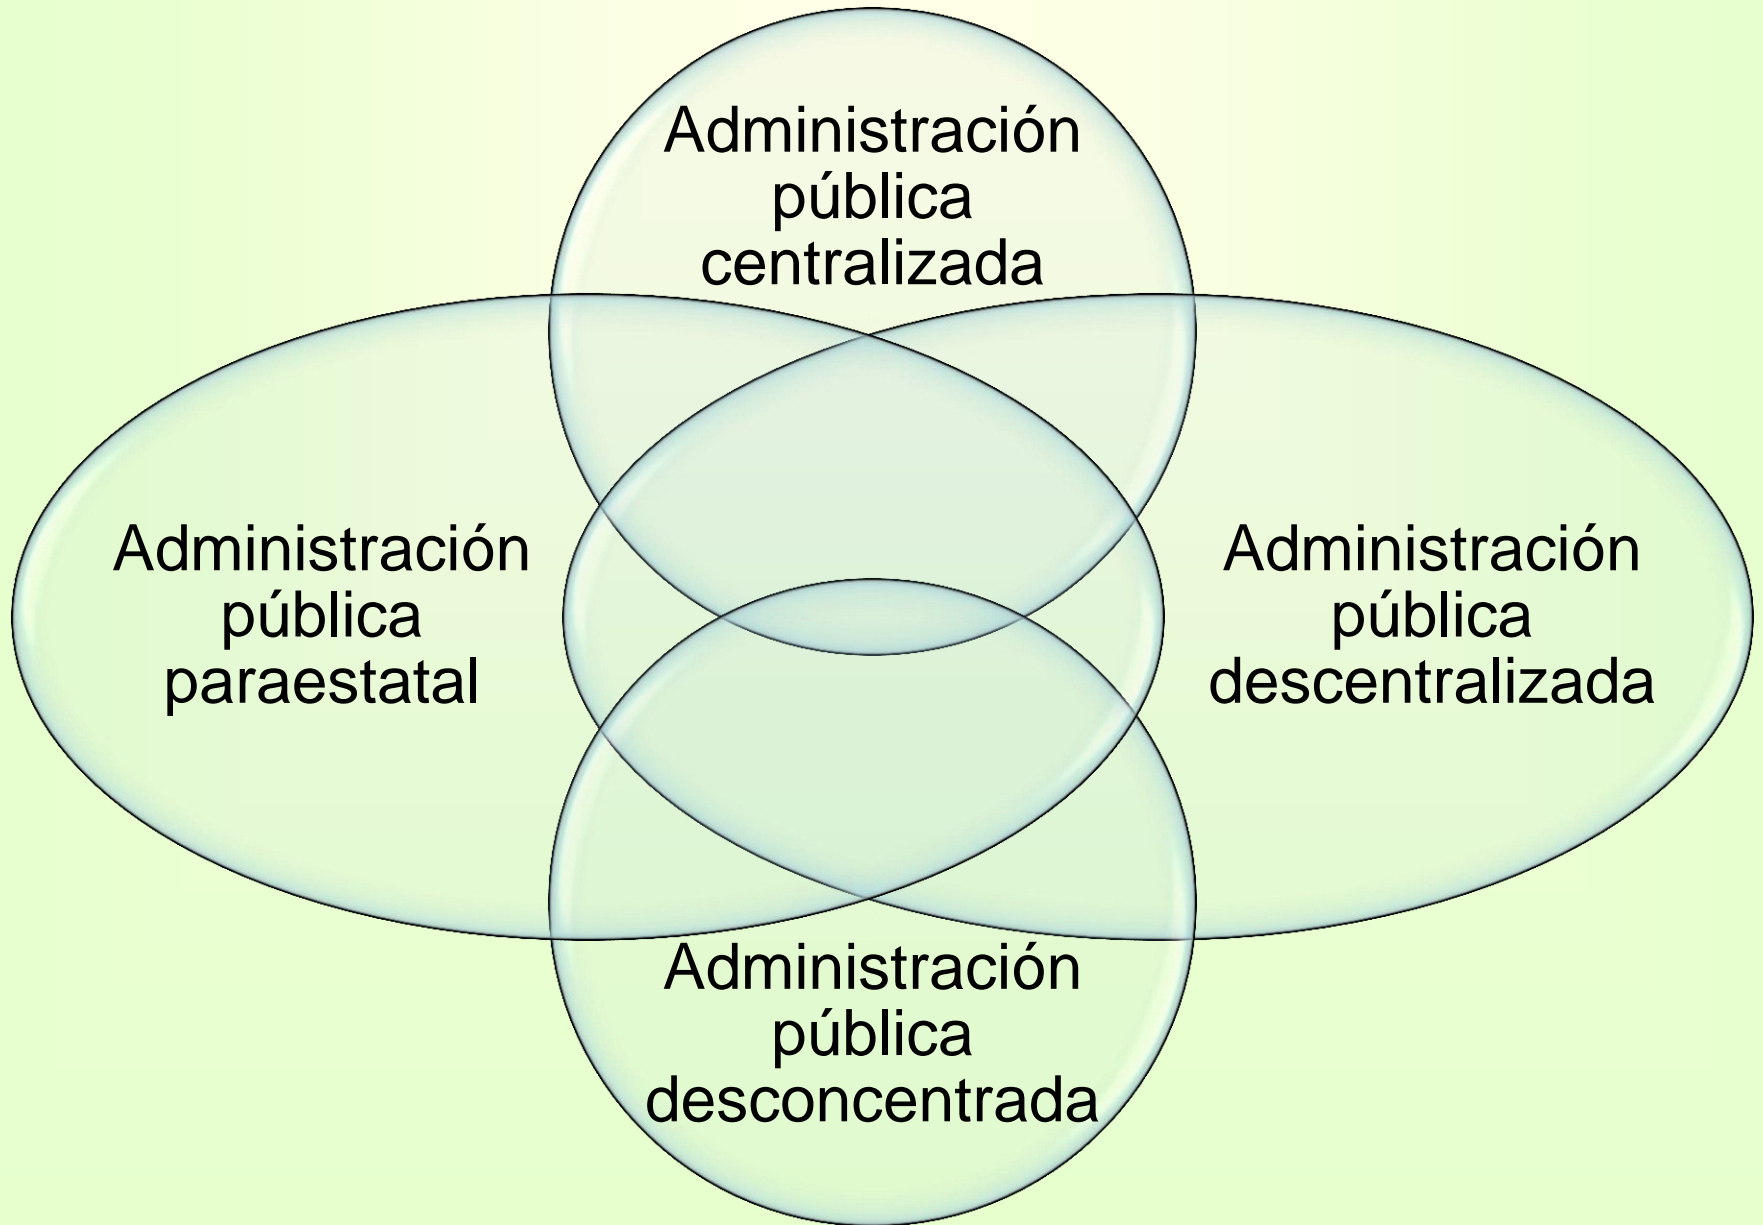 Administración
pública
centralizada
Administración
pública
paraestatal
Administración
pública
descentralizada
Administración
pública
desconcentrada